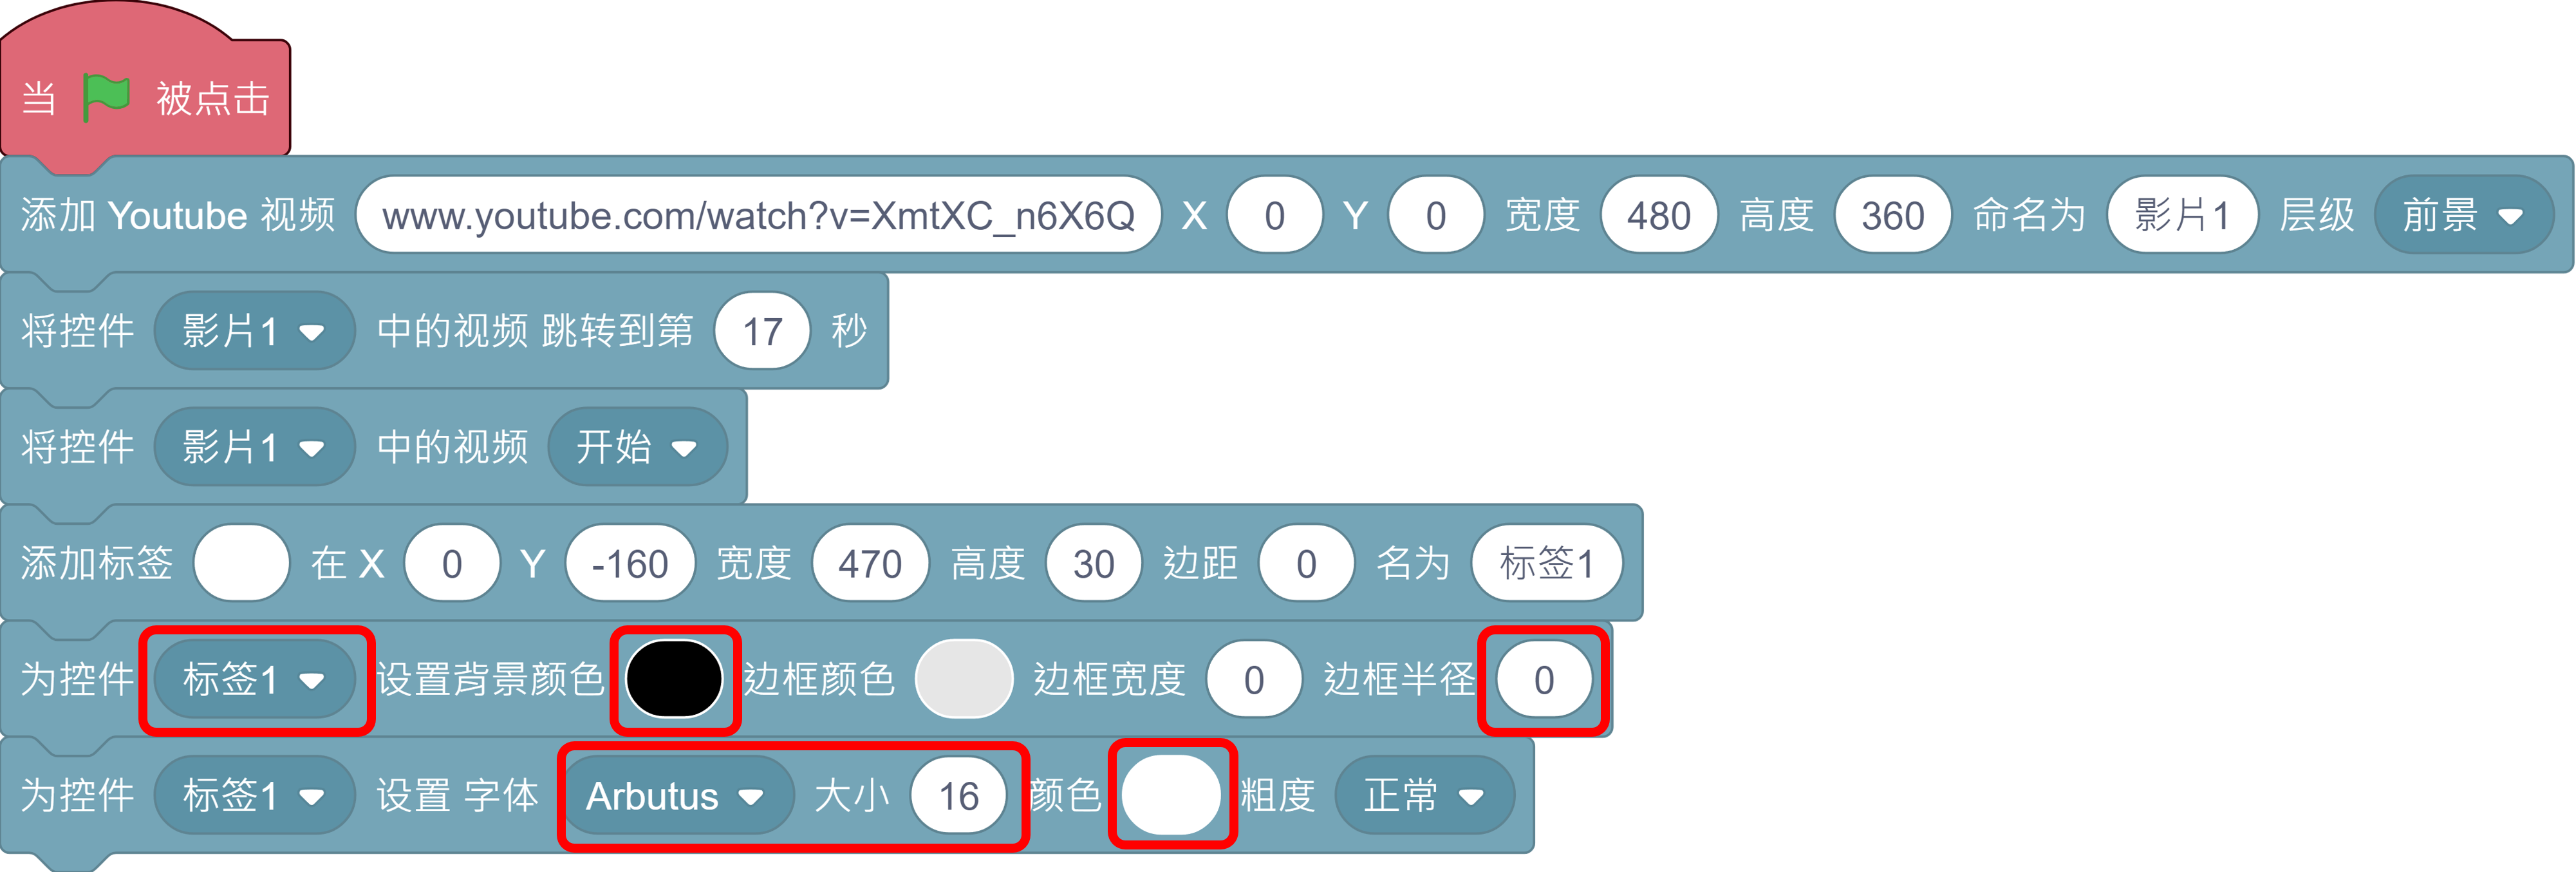 当 被点击
添加 Youtube 视频 www.youtube.com/watch?v=XmtXC_n6X6Q X 0 Y 0 宽度 480 高度 360 命名为 影片1 层级 前景
将控件 影片1 中的视频 跳转到第 17 秒
将控件 影片1 中的视频 开始
添加标签 在 X 0 Y -160 宽度 470 高度 30 边距 0 名为 标签1
为控件 标签1 设置背景颜色 边框颜色 边框宽度 0 边框半径 0
为控件 标签1 设置 字体 Arbutus 大小 16 颜色 粗度 正常